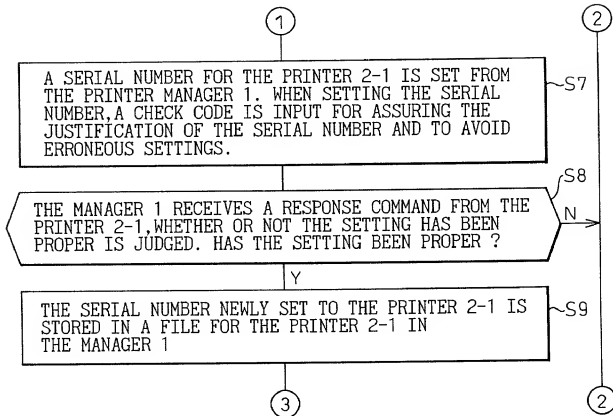 1
2
A SERIAL NUMBER FOR THE PRINTER 2-1 IS SET FROM
THE PRINTER MANAGER 1. WHEN SETTING THE SERIAL
NUMBER,A CHECK CODE IS INPUT FOR ASSURING THE
JUSTIFICATION OF THE SERIAL NUMBER AND TO AVOID
ERRONEOUS SETTINGS.
S7
S8
THE MANAGER 1 RECEIVES A RESPONSE COMMAND FROM THE
PRINTER 2-1,WHETHER OR NOT THE SETTING HAS BEEN
PROPER IS JUDGED. HAS THE SETTING BEEN PROPER ?
N
Y
THE SERIAL NUMBER NEWLY SET TO THE PRINTER 2-1 IS
STORED IN A FILE FOR THE PRINTER 2-1 IN
THE MANAGER 1
S9
3
2